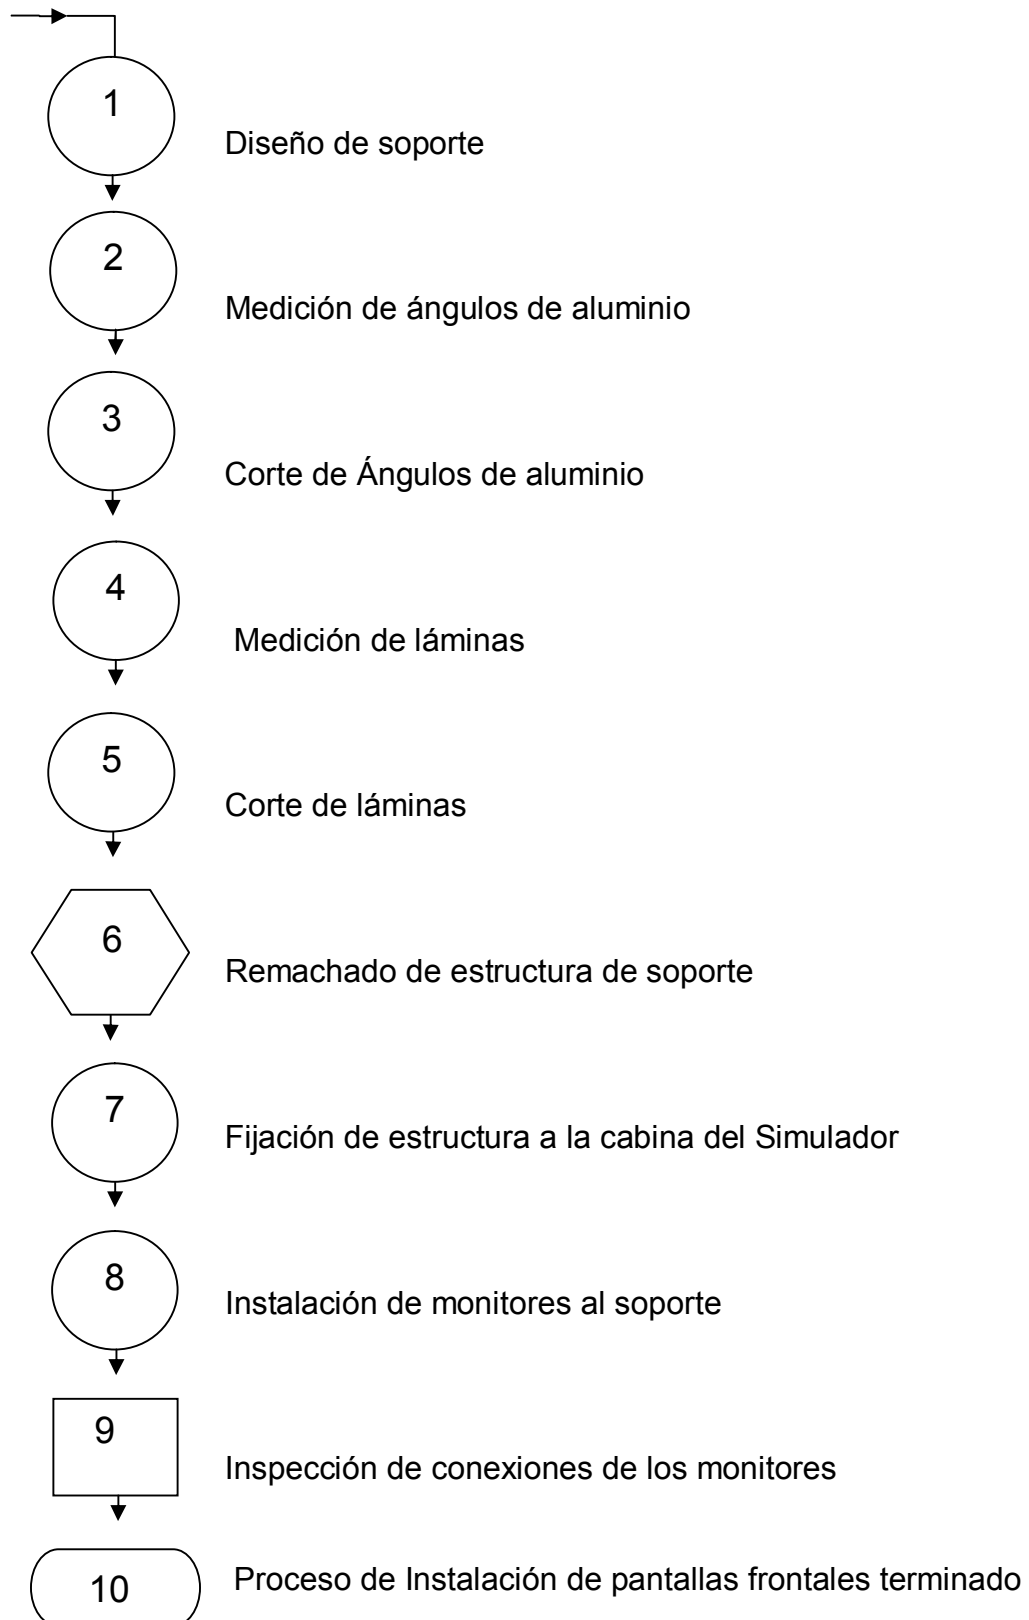 1
Diseño de soporte
2
Medición de ángulos de aluminio
3
Corte de Ángulos de aluminio
4
Medición de láminas
5
Corte de láminas
6
Remachado de estructura de soporte
7
Fijación de estructura a la cabina del Simulador
8
Instalación de monitores al soporte
9
Inspección de conexiones de los monitores
10
Proceso de Instalación de pantallas frontales terminado